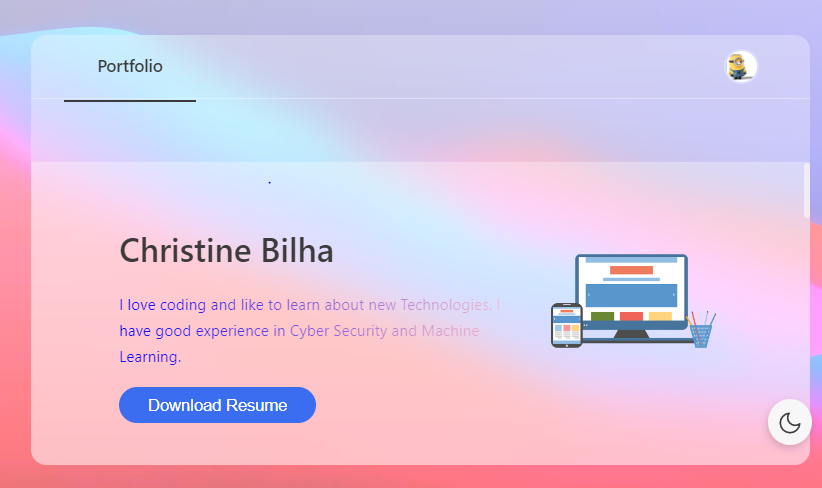 Portfolio
Christine Bilha
I love coding and like to learn about new Technologies. I
have good experience in Cyber Security and Machine
Learning.
Download Resume